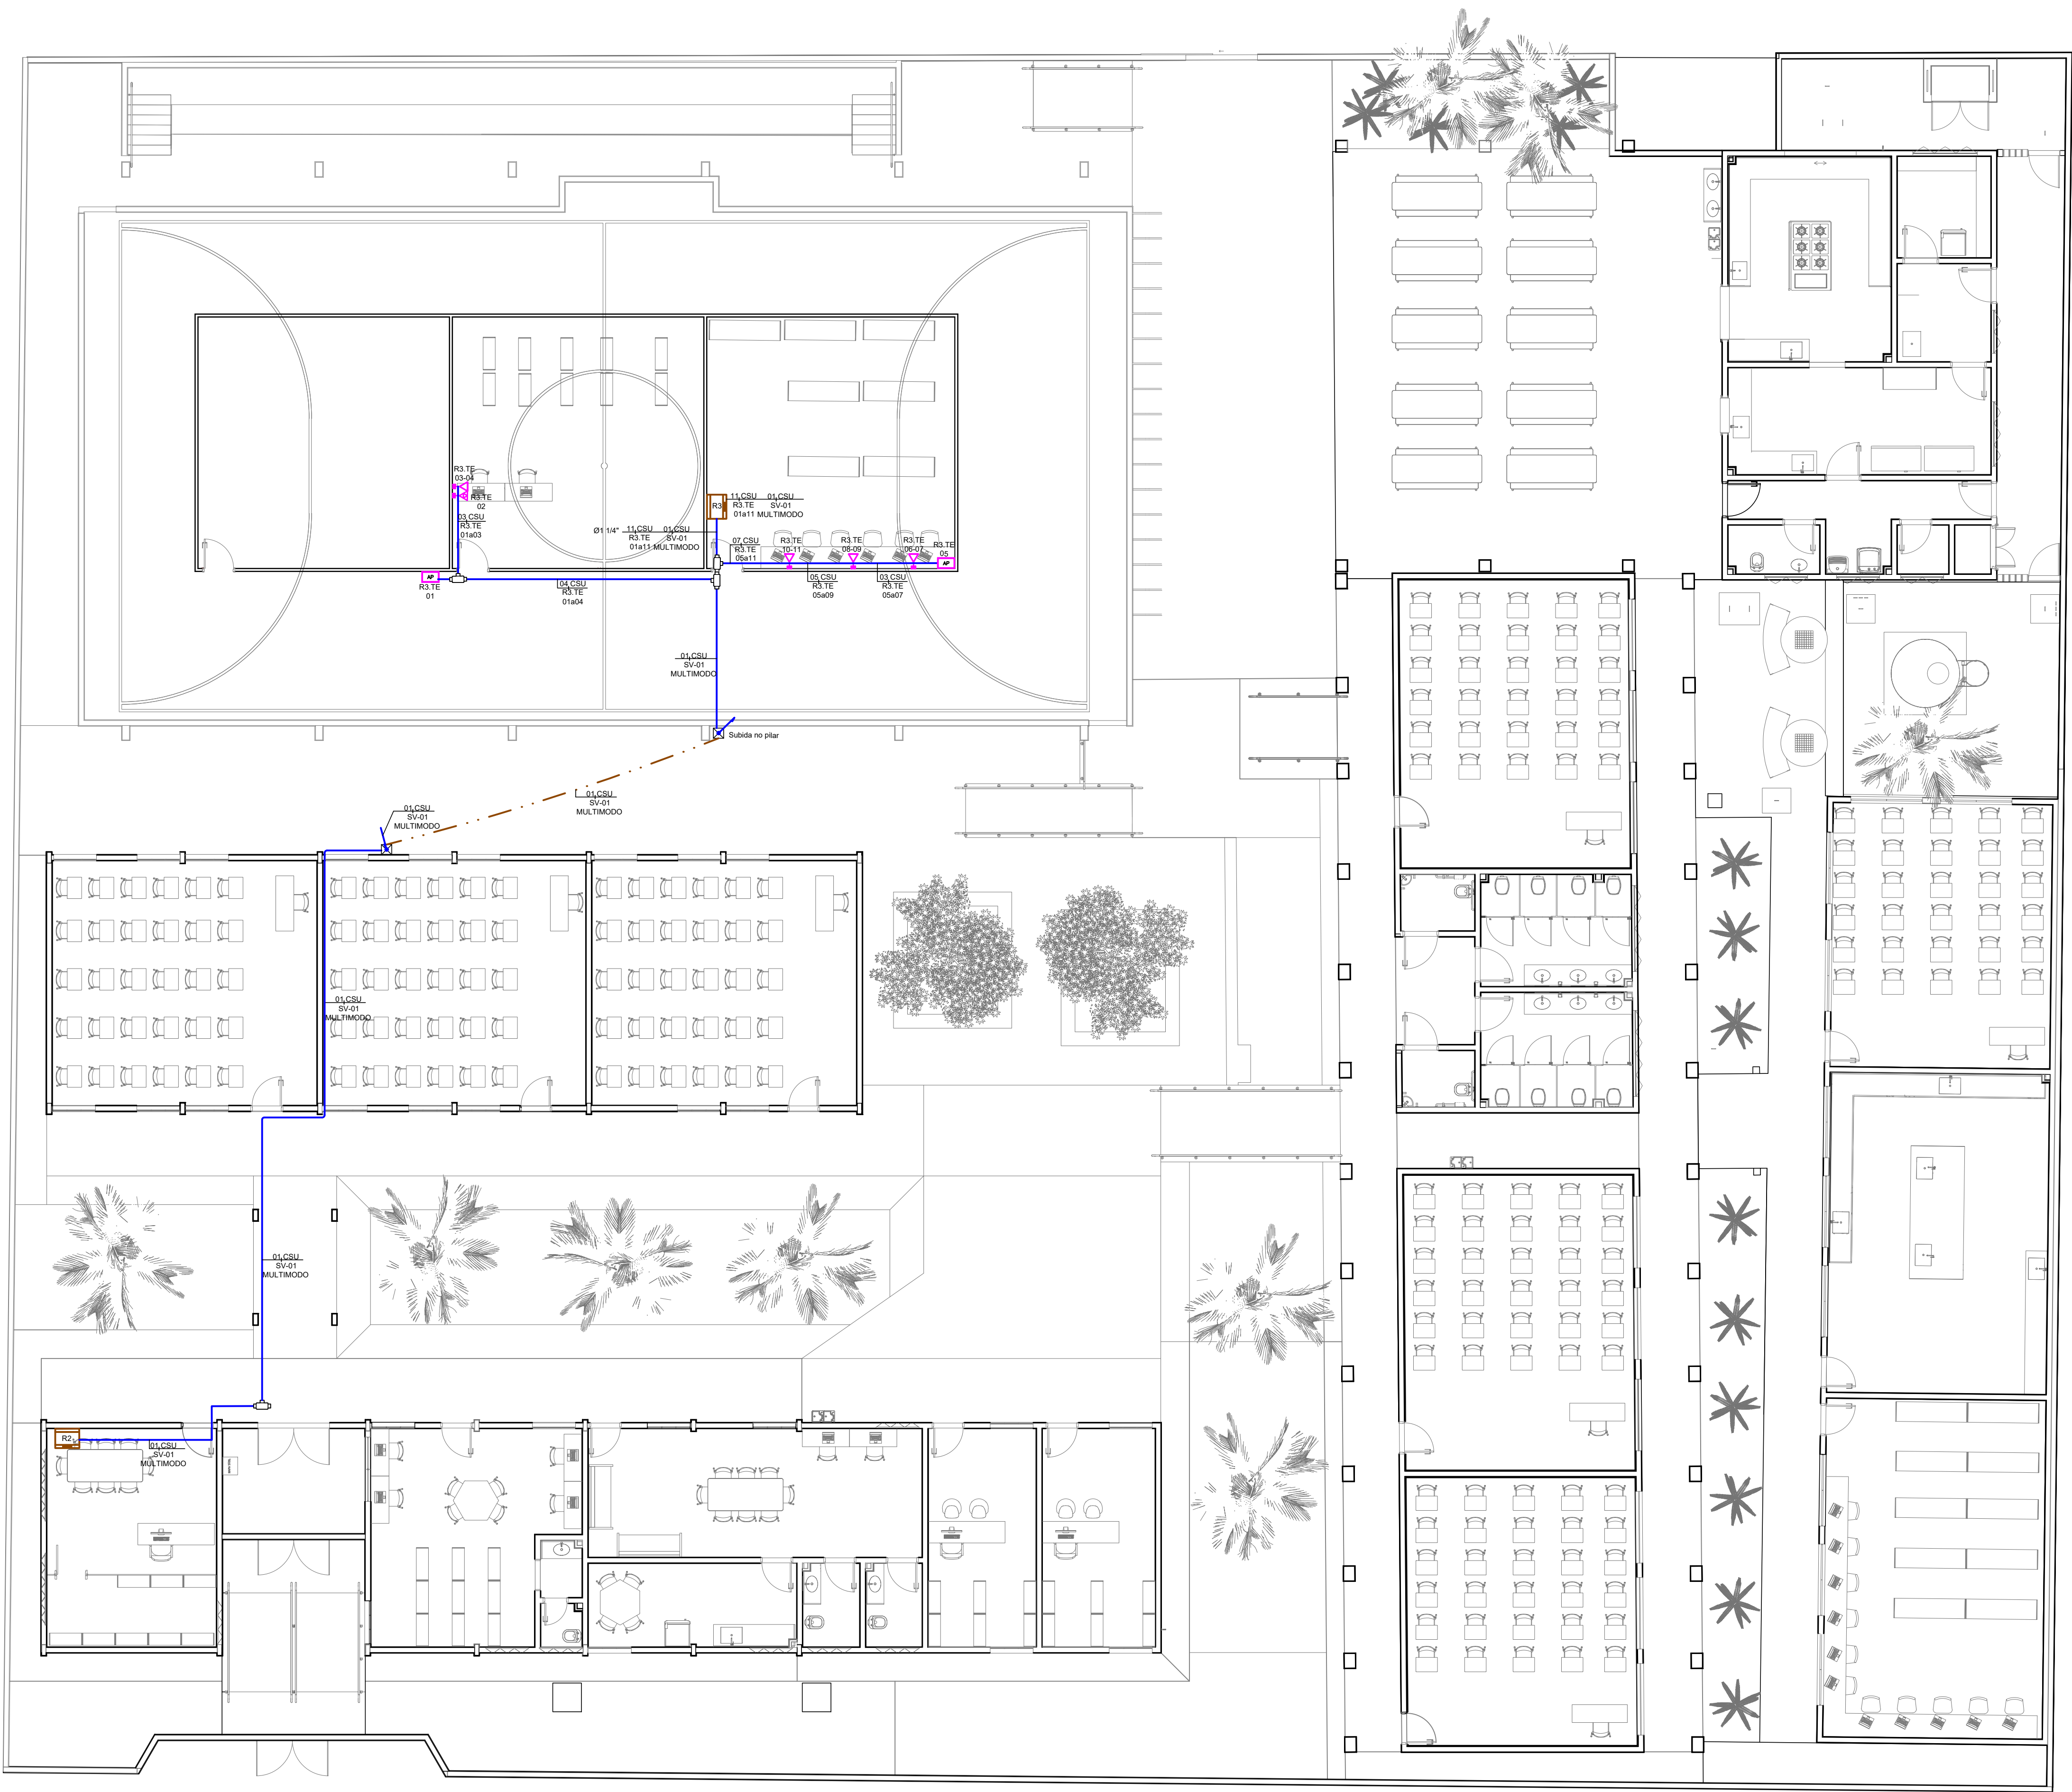 R3.TE
03-04
R3.TE
02
03,CSU
R3.TE
01a03
R3
11,CSU 01,CSU
R3.TE SV-01
01a11 MULTIMODO
Ø1 1/4" 11,CSU 01,CSU
R3.TE SV-01
01a11 MULTIMODO
07,CSU
R3.TE
05a11
R3.TE
10-11
R3.TE
08-09
R3.TE
06-07
R3.TE
05
AP
AP
R3.TE
01
04,CSU
R3.TE
01a04
05,CSU
R3.TE
05a09
03,CSU
R3.TE
05a07
01,CSU
SV-01
MULTIMODO
Subida no pilar
01,CSU
SV-01
MULTIMODO
01,CSU
SV-01
MULTIMODO
01,CSU
SV-01
MULTIMODO
01,CSU
SV-01
MULTIMODO
R2
01,CSU
SV-01
MULTIMODO